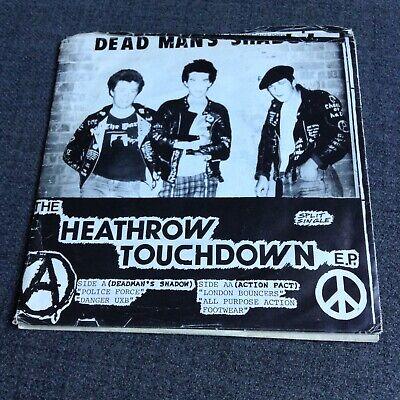 DEAD MAN'S SHADOW
THE
HEATHROW
TOUCHDOWN E.P.
SPLIT
SINGLE
A
SIDE A (DEADMAN'S SHADOW)
"POLICE FORCE"
"DANGER UXB"
SIDE AA (ACTION PACT)
"LONDON BOUNCERS"
"ALL PURPOSE ACTION
FOOTWEAR"